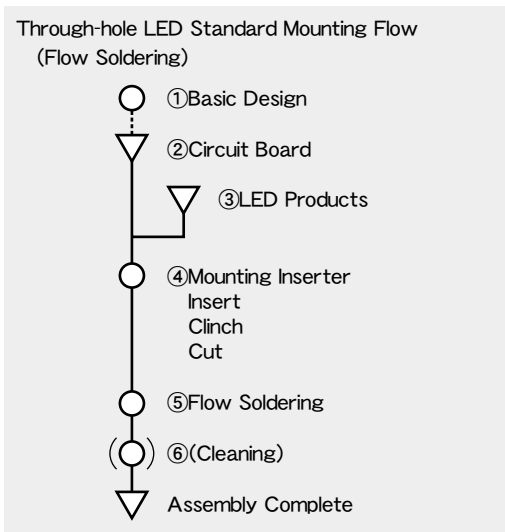 Through-hole LED Standard Mounting Flow
(Flow Soldering)
①Basic Design
②Circuit Board
③LED Products
④Mounting Inserter
Insert
Clinch
Cut
⑤Flow Soldering
⑥(Cleaning)
Assembly Complete